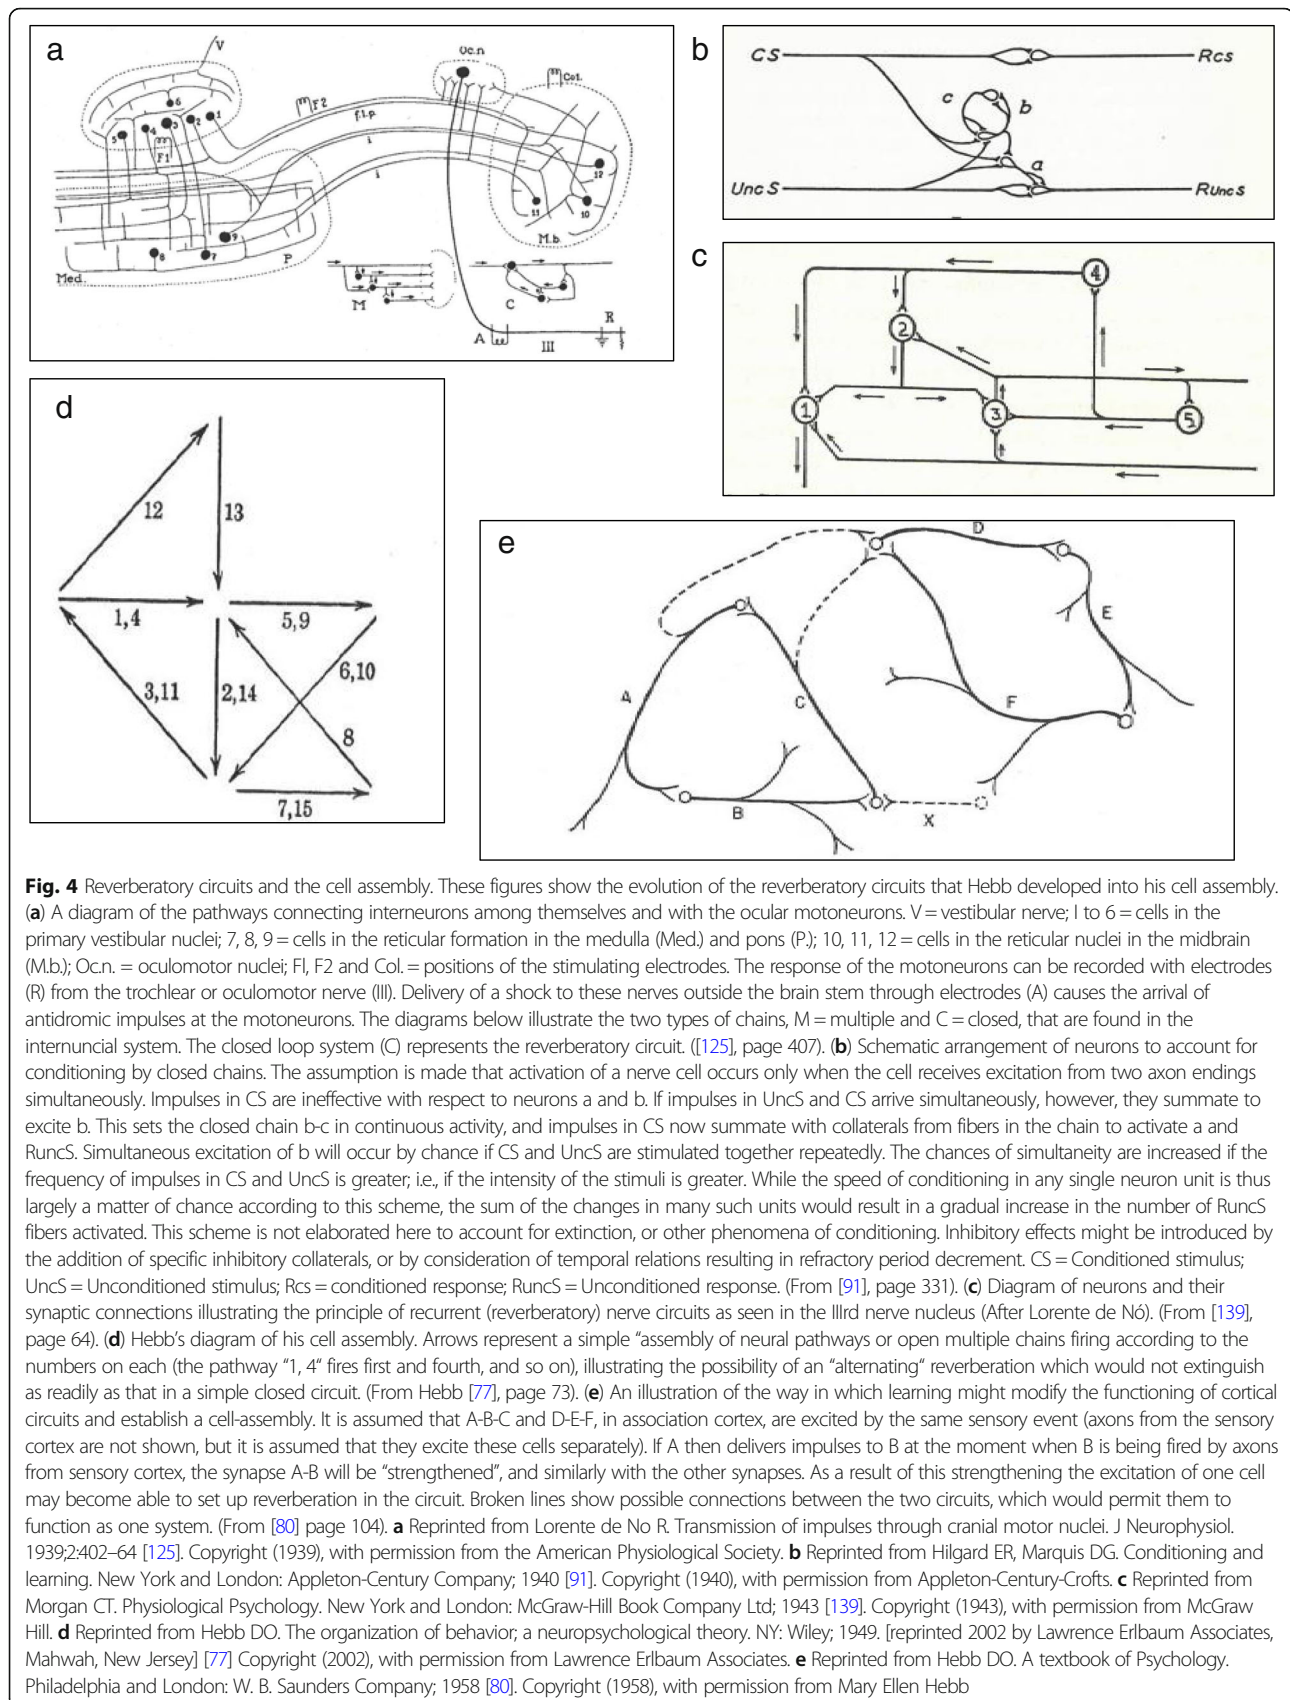 a
V
Oc.n
Col.
F2
f.l.p
i
i
6
5
4
3
2
1
F1
12
11
10
M.b.
9
8
7
P
Med.
M
C
A
III
R
b
CS
Rcs
c
b
a
Unc S
R Unc S
c
4
2
1
3
5
d
12
13
1,4
5,9
3,11
2,14
6,10
8
7,15
e
D
E
A
C
F
B
X
Fig. 4 Reverberatory circuits and the cell assembly. These figures show the evolution of the reverberatory circuits that Hebb developed into his cell assembly.
(a) A diagram of the pathways connecting interneurons among themselves and with the ocular motoneurons. V = vestibular nerve; I to 6 = cells in the
primary vestibular nuclei; 7, 8, 9 = cells in the reticular formation in the medulla (Med.) and pons (P.); 10, 11, 12 = cells in the reticular nuclei in the midbrain
(M.b.); Oc.n. = oculomotor nuclei; Fl, F2 and Col. = positions of the stimulating electrodes. The response of the motoneurons can be recorded with electrodes
(R) from the trochlear or oculomotor nerve (III). Delivery of a shock to these nerves outside the brain stem through electrodes (A) causes the arrival of
antidromic impulses at the motoneurons. The diagrams below illustrate the two types of chains, M = multiple and C = closed, that are found in the
internuncial system. The closed loop system (C) represents the reverberatory circuit. ([125], page 407). (b) Schematic arrangement of neurons to account for
conditioning by closed chains. The assumption is made that activation of a nerve cell occurs only when the cell receives excitation from two axon endings
simultaneously. Impulses in CS are ineffective with respect to neurons a and b. If impulses in UncS and CS arrive simultaneously, however, they summate to
excite b. This sets the closed chain b-c in continuous activity, and impulses in CS now summate with collaterals from fibers in the chain to activate a and
RuncS. Simultaneous excitation of b will occur by chance if CS and UncS are stimulated together repeatedly. The chances of simultaneity are increased if the
frequency of impulses in CS and UncS is greater; i.e., if the intensity of the stimuli is greater. While the speed of conditioning in any single neuron unit is thus
largely a matter of chance according to this scheme, the sum of the changes in many such units would result in a gradual increase in the number of RuncS
fibers activated. This scheme is not elaborated here to account for extinction, or other phenomena of conditioning. Inhibitory effects might be introduced by
the addition of specific inhibitory collaterals, or by consideration of temporal relations resulting in refractory period decrement. CS = Conditioned stimulus;
UncS = Unconditioned stimulus; Rcs = conditioned response; RuncS = Unconditioned response. (From [91], page 331). (c) Diagram of neurons and their
synaptic connections illustrating the principle of recurrent (reverberatory) nerve circuits as seen in the IIIrd nerve nucleus (After Lorente de Nó). (From [139],
page 64). (d) Hebb's diagram of his cell assembly. Arrows represent a simple "assembly of neural pathways or open multiple chains firing according to the
numbers on each (the pathway "1, 4" fires first and fourth, and so on), illustrating the possibility of an "alternating" reverberation which would not extinguish
as readily as that in a simple closed circuit. (From Hebb [77], page 73). (e) An illustration of the way in which learning might modify the functioning of cortical
circuits and establish a cell-assembly. It is assumed that A-B-C and D-E-F, in association cortex, are excited by the same sensory event (axons from the sensory
cortex are not shown, but it is assumed that they excite these cells separately). If A then delivers impulses to B at the moment when B is being fired by axons
from sensory cortex, the synapse A-B will be "strengthened", and similarly with the other synapses. As a result of this strengthening the excitation of one cell
may become able to set up reverberation in the circuit. Broken lines show possible connections between the two circuits, which would permit them to
function as one system. (From [80] page 104). a Reprinted from Lorente de No R. Transmission of impulses through cranial motor nuclei. J Neurophysiol.
1939;2:402–64 [125]. Copyright (1939), with permission from the American Physiological Society. b Reprinted from Hilgard ER, Marquis DG. Conditioning and
learning. New York and London: Appleton-Century Company; 1940 [91]. Copyright (1940), with permission from Appleton-Century-Crofts. c Reprinted from
Morgan CT. Physiological Psychology. New York and London: McGraw-Hill Book Company Ltd; 1943 [139]. Copyright (1943), with permission from McGraw
Hill. d Reprinted from Hebb DO. The organization of behavior; a neuropsychological theory. NY: Wiley; 1949. [reprinted 2002 by Lawrence Erlbaum Associates,
Mahwah, New Jersey] [77] Copyright (2002), with permission from Lawrence Erlbaum Associates. e Reprinted from Hebb DO. A textbook of Psychology.
Philadelphia and London: W. B. Saunders Company; 1958 [80]. Copyright (1958), with permission from Mary Ellen Hebb